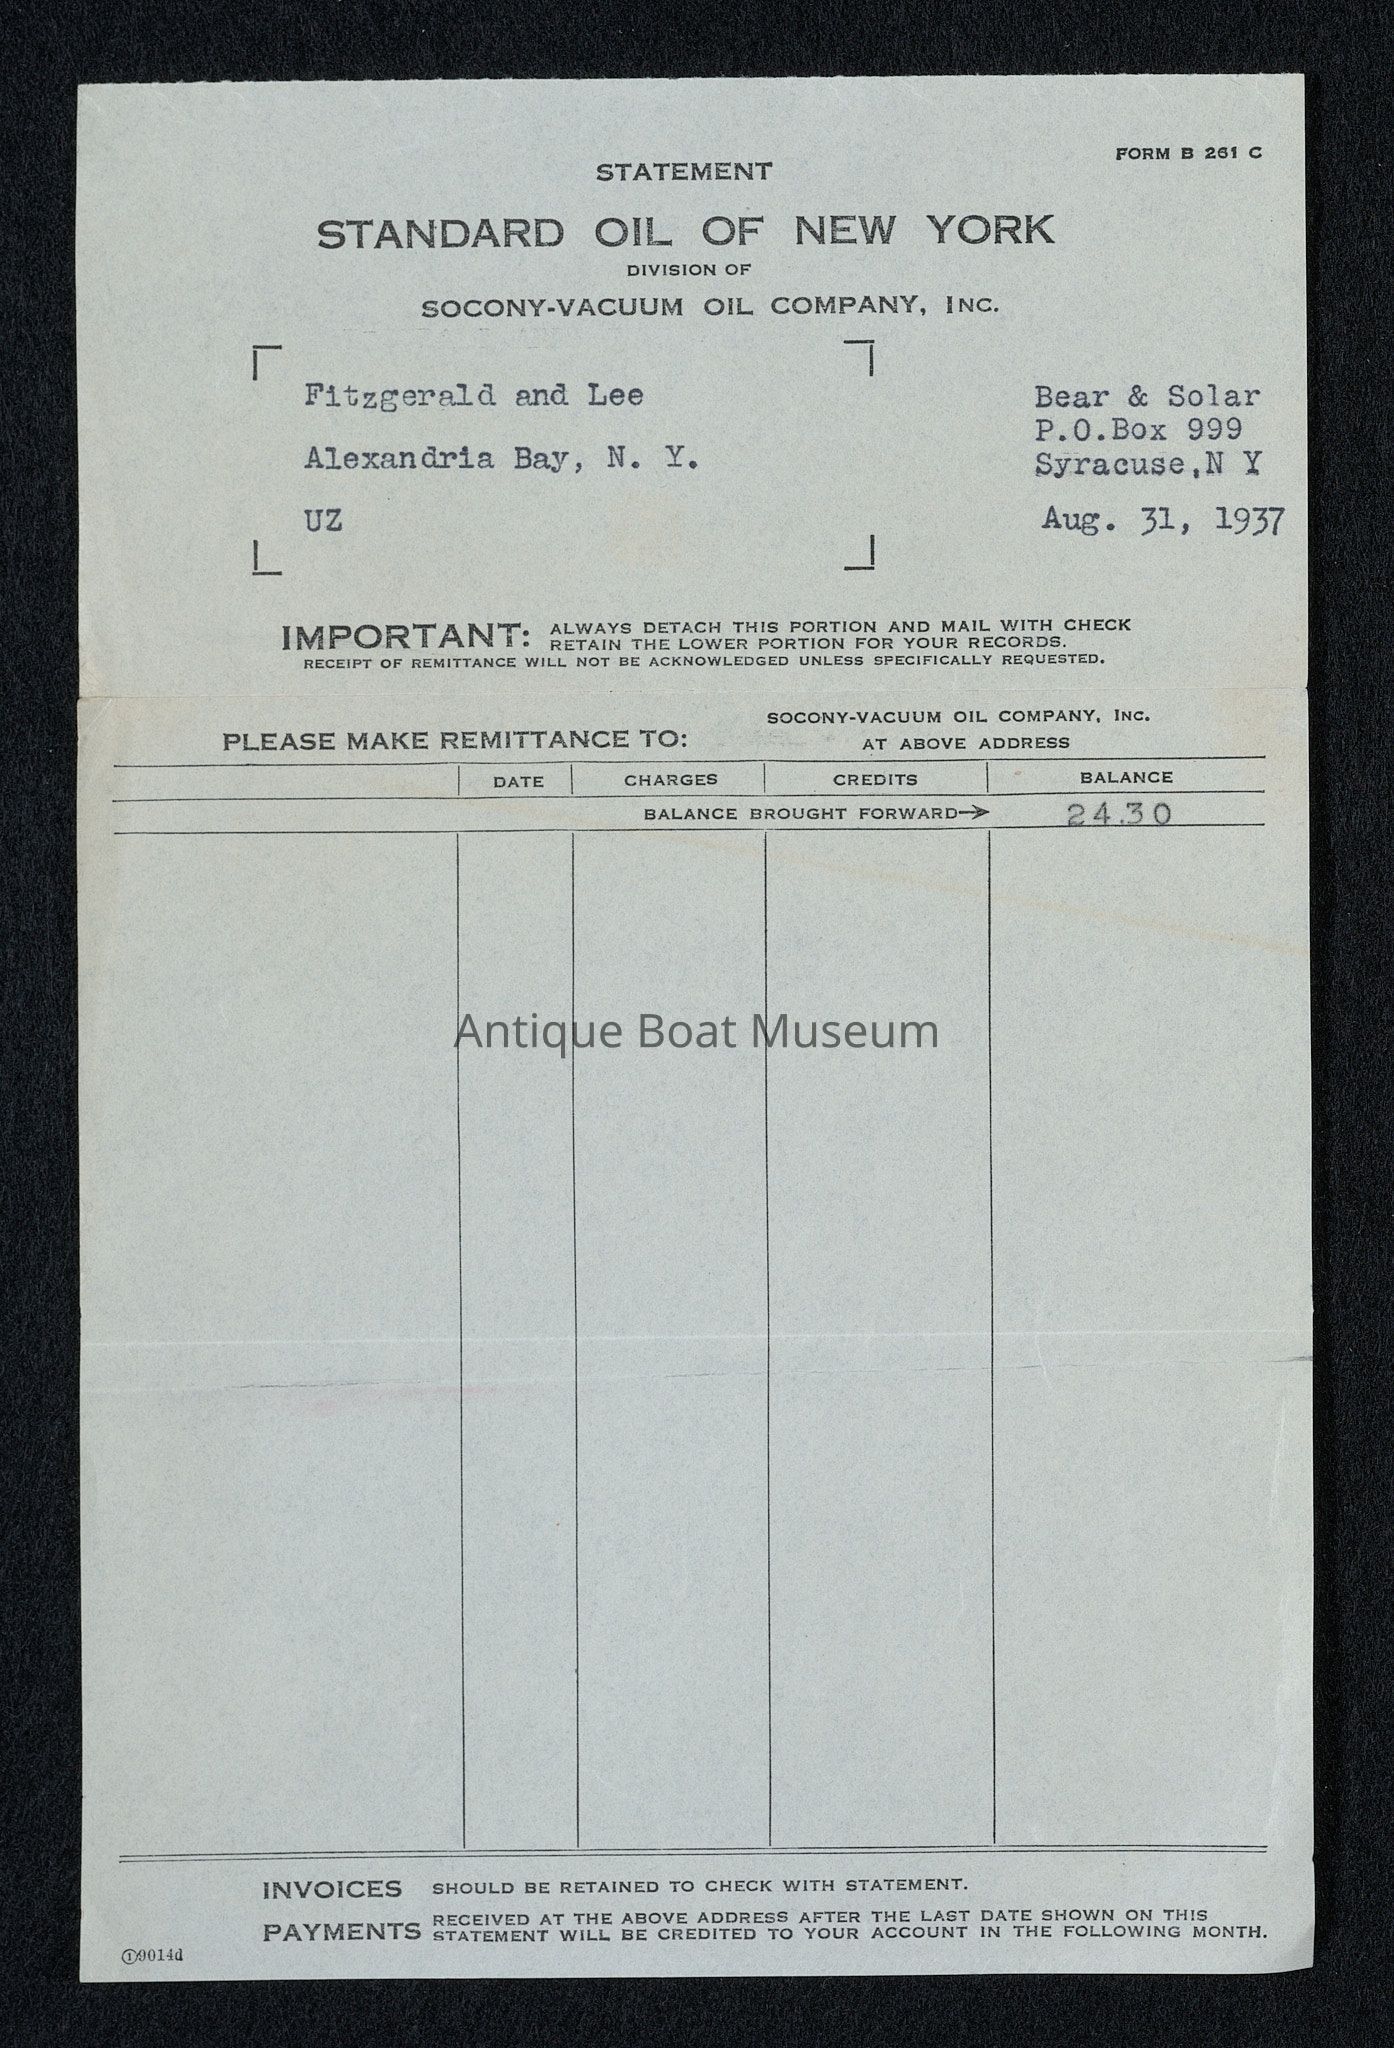 FORM B 261 C
STATEMENT
STANDARD OIL OF NEW YORK
DIVISION OF
SOCONY-VACUUM OIL COMPANY, INC.
Fitzgerald and Lee
Alexandria Bay, N. Y.
UZ
Bear & Solar
P.O.Box 999
Syracuse,N Y
Aug. 31, 1937
IMPORTANT: ALWAYS DETACH THIS PORTION AND MAIL WITH CHECK
RETAIN THE LOWER PORTION FOR YOUR RECORDS.
RECEIPT OF REMITTANCE WILL NOT BE ACKNOWLEDGED UNLESS SPECIFICALLY REQUESTED.
PLEASE MAKE REMITTANCE TO: SOCONY-VACUUM OIL COMPANY, INC.
AT ABOVE ADDRESS
DATE CHARGES CREDITS BALANCE
BALANCE BROUGHT FORWARD→ 24.30
Antique Boat Museum
INVOICES SHOULD BE RETAINED TO CHECK WITH STATEMENT.
PAYMENTS RECEIVED AT THE ABOVE ADDRESS AFTER THE LAST DATE SHOWN ON THIS
STATEMENT WILL BE CREDITED TO YOUR ACCOUNT IN THE FOLLOWING MONTH.
①9014d